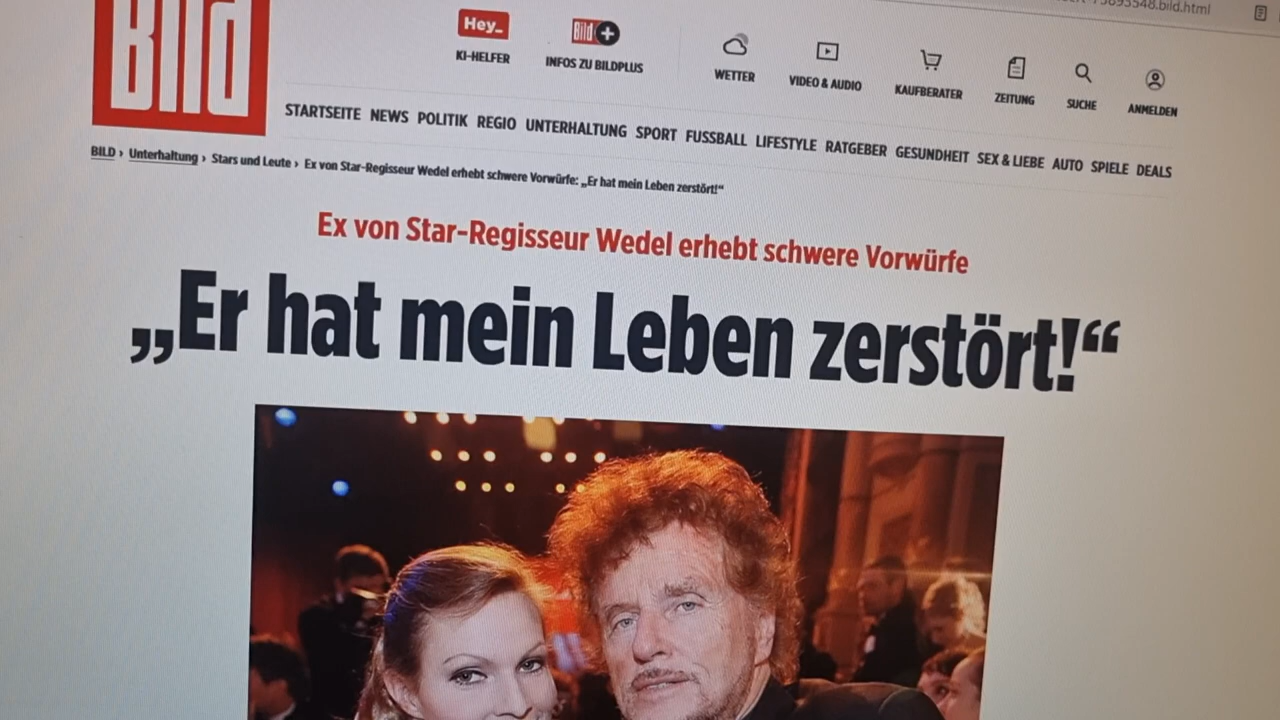 -75895548.bild.html
Bild
Hey_
KI-HELFER
Bild+
INFOS ZU BILDPLUS
WETTER
VIDEO & AUDIO
KAUFBERATER
ZEITUNG
SUCHE
ANMELDEN
STARTSEITE NEWS POLITIK REGIO UNTERHALTUNG SPORT FUSSBALL LIFESTYLE RATGEBER GESUNDHEIT SEX & LIEBE AUTO SPIELE DEALS
BILD › Unterhaltung › Stars und Leute › Ex von Star-Regisseur Wedel erhebt schwere Vorwürfe: „Er hat mein Leben zerstört!“
Ex von Star-Regisseur Wedel erhebt schwere Vorwürfe
„Er hat mein Leben zerstört!“